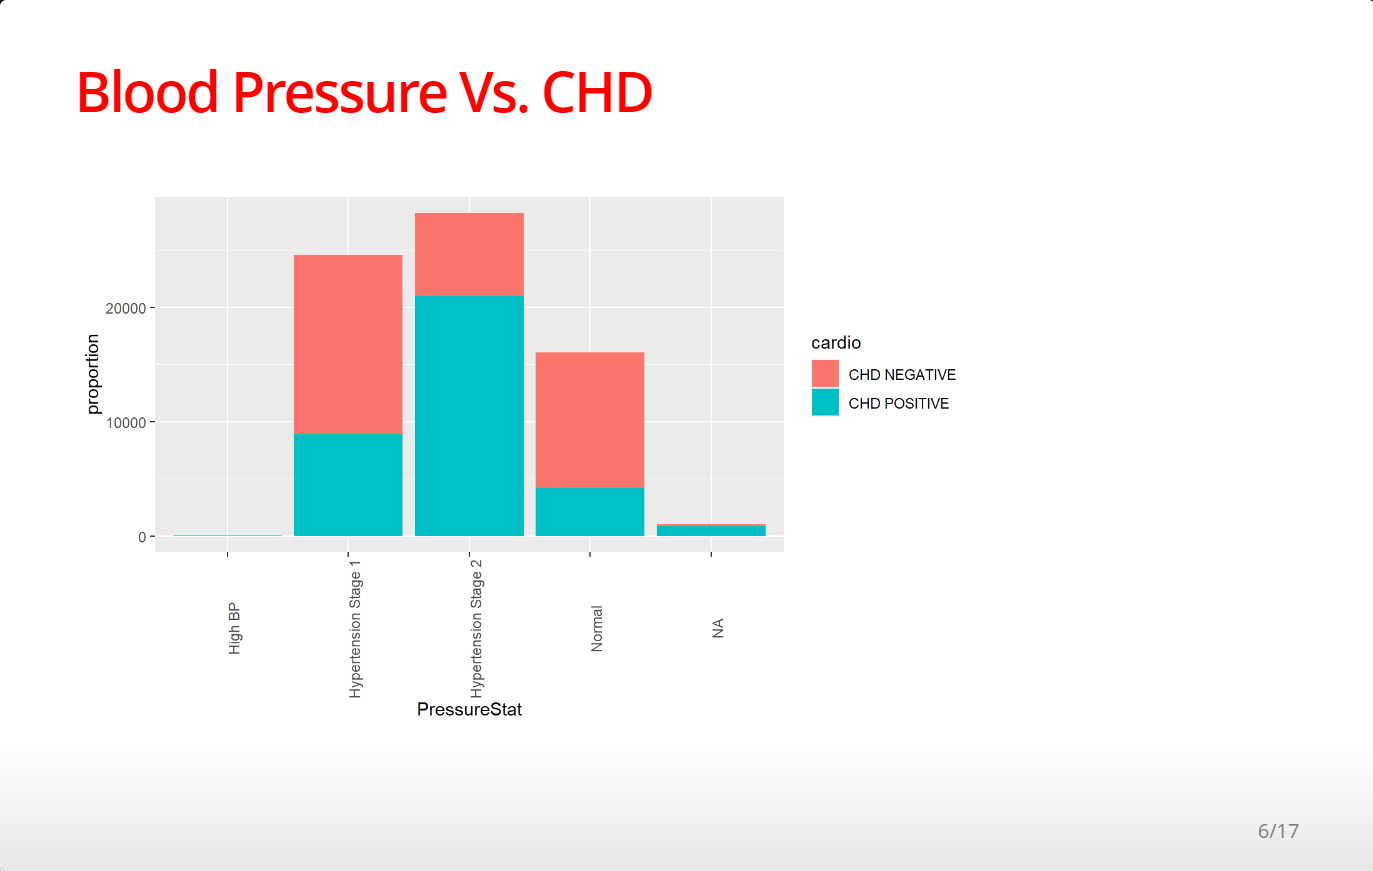 Blood Pressure Vs. CHD
20000
10000
0
proportion
High BP
Hypertension Stage 1
Hypertension Stage 2
Normal
NA
PressureStat
cardio
CHD NEGATIVE
CHD POSITIVE
6/17